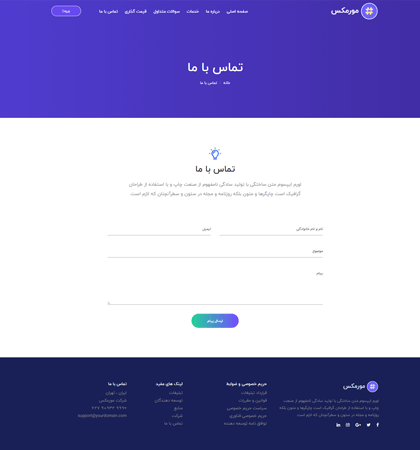 مورمکس
صفحه اصلی
درباره ما
خدمات
سوالات متداول
قیمت گذاری
تماس با ما
ورود
تماس با ما
خانه تماس با ما
تماس با ما
لورم ایپسوم متن ساختگی با تولید سادگی نامفهوم از صنعت چاپ و با استفاده از طراحان
گرافیک است. چاپگرها و متون بلکه روزنامه و مجله در ستون و سطرآنچنان که لازم است.
نام و نام خانوادگی
ایمیل
موضوع
پیام
ارسال پیام
مورمکس
لورم ایپسوم متن ساختگی با تولید سادگی نامفهوم از صنعت
چاپ و با استفاده از طراحان گرافیک است. چاپگرها و متون بلکه
روزنامه و مجله در ستون و سطرآنچنان که لازم است.
حریم خصوصی و ضوابط
قرارداد تبلیغات
قوانین و مقررات
سیاست حریم خصوصی
حریم خصوصی فناوری
توافق نامه توسعه دهنده
لینک های مفید
تبلیغات
توسعه دهندگان
منابع
شرکت
تماس با ما
تماس با ما
ایران - تهران
شرکت مورمکس
support@yourdomain.com